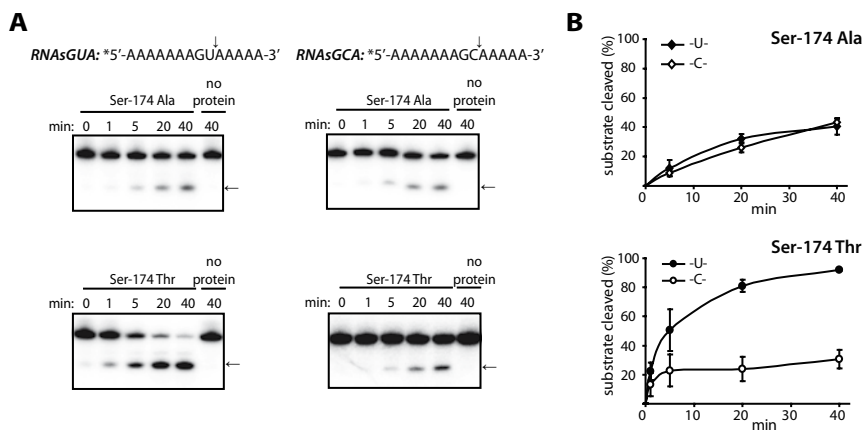 A
RNAsGUA: *5'-AAAAAAAGUAAAAA-3'
RNAsGCA: *5'-AAAAAAAGCAAAAA-3'
Ser-174 Ala
no
protein
min: 0 1 5 20 40 40
←
Ser-174 Ala
no
protein
0 1 5 20 40 40
←
Ser-174 Thr
no
protein
min: 0 1 5 20 40 40
←
Ser-174 Thr
no
protein
min: 0 1 5 20 40 40
←
B
Ser-174 Ala
-U-
-C-
substrate cleaved (%)
100
80
60
40
20
0 10 20 30 40
min
Ser-174 Thr
-U-
-C-
substrate cleaved (%)
100
80
60
40
20
0 10 20 30 40
min